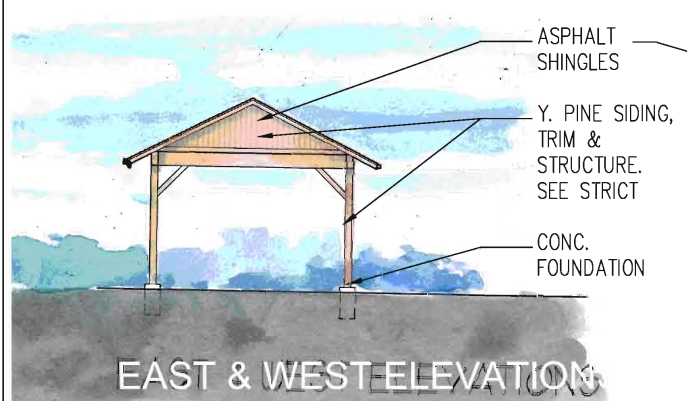 ASPHALT
SHINGLES
Y. PINE SIDING,
TRIM &
STRUCTURE.
SEE STRICT
CONC.
FOUNDATION
EAST & WEST ELEVATIONS